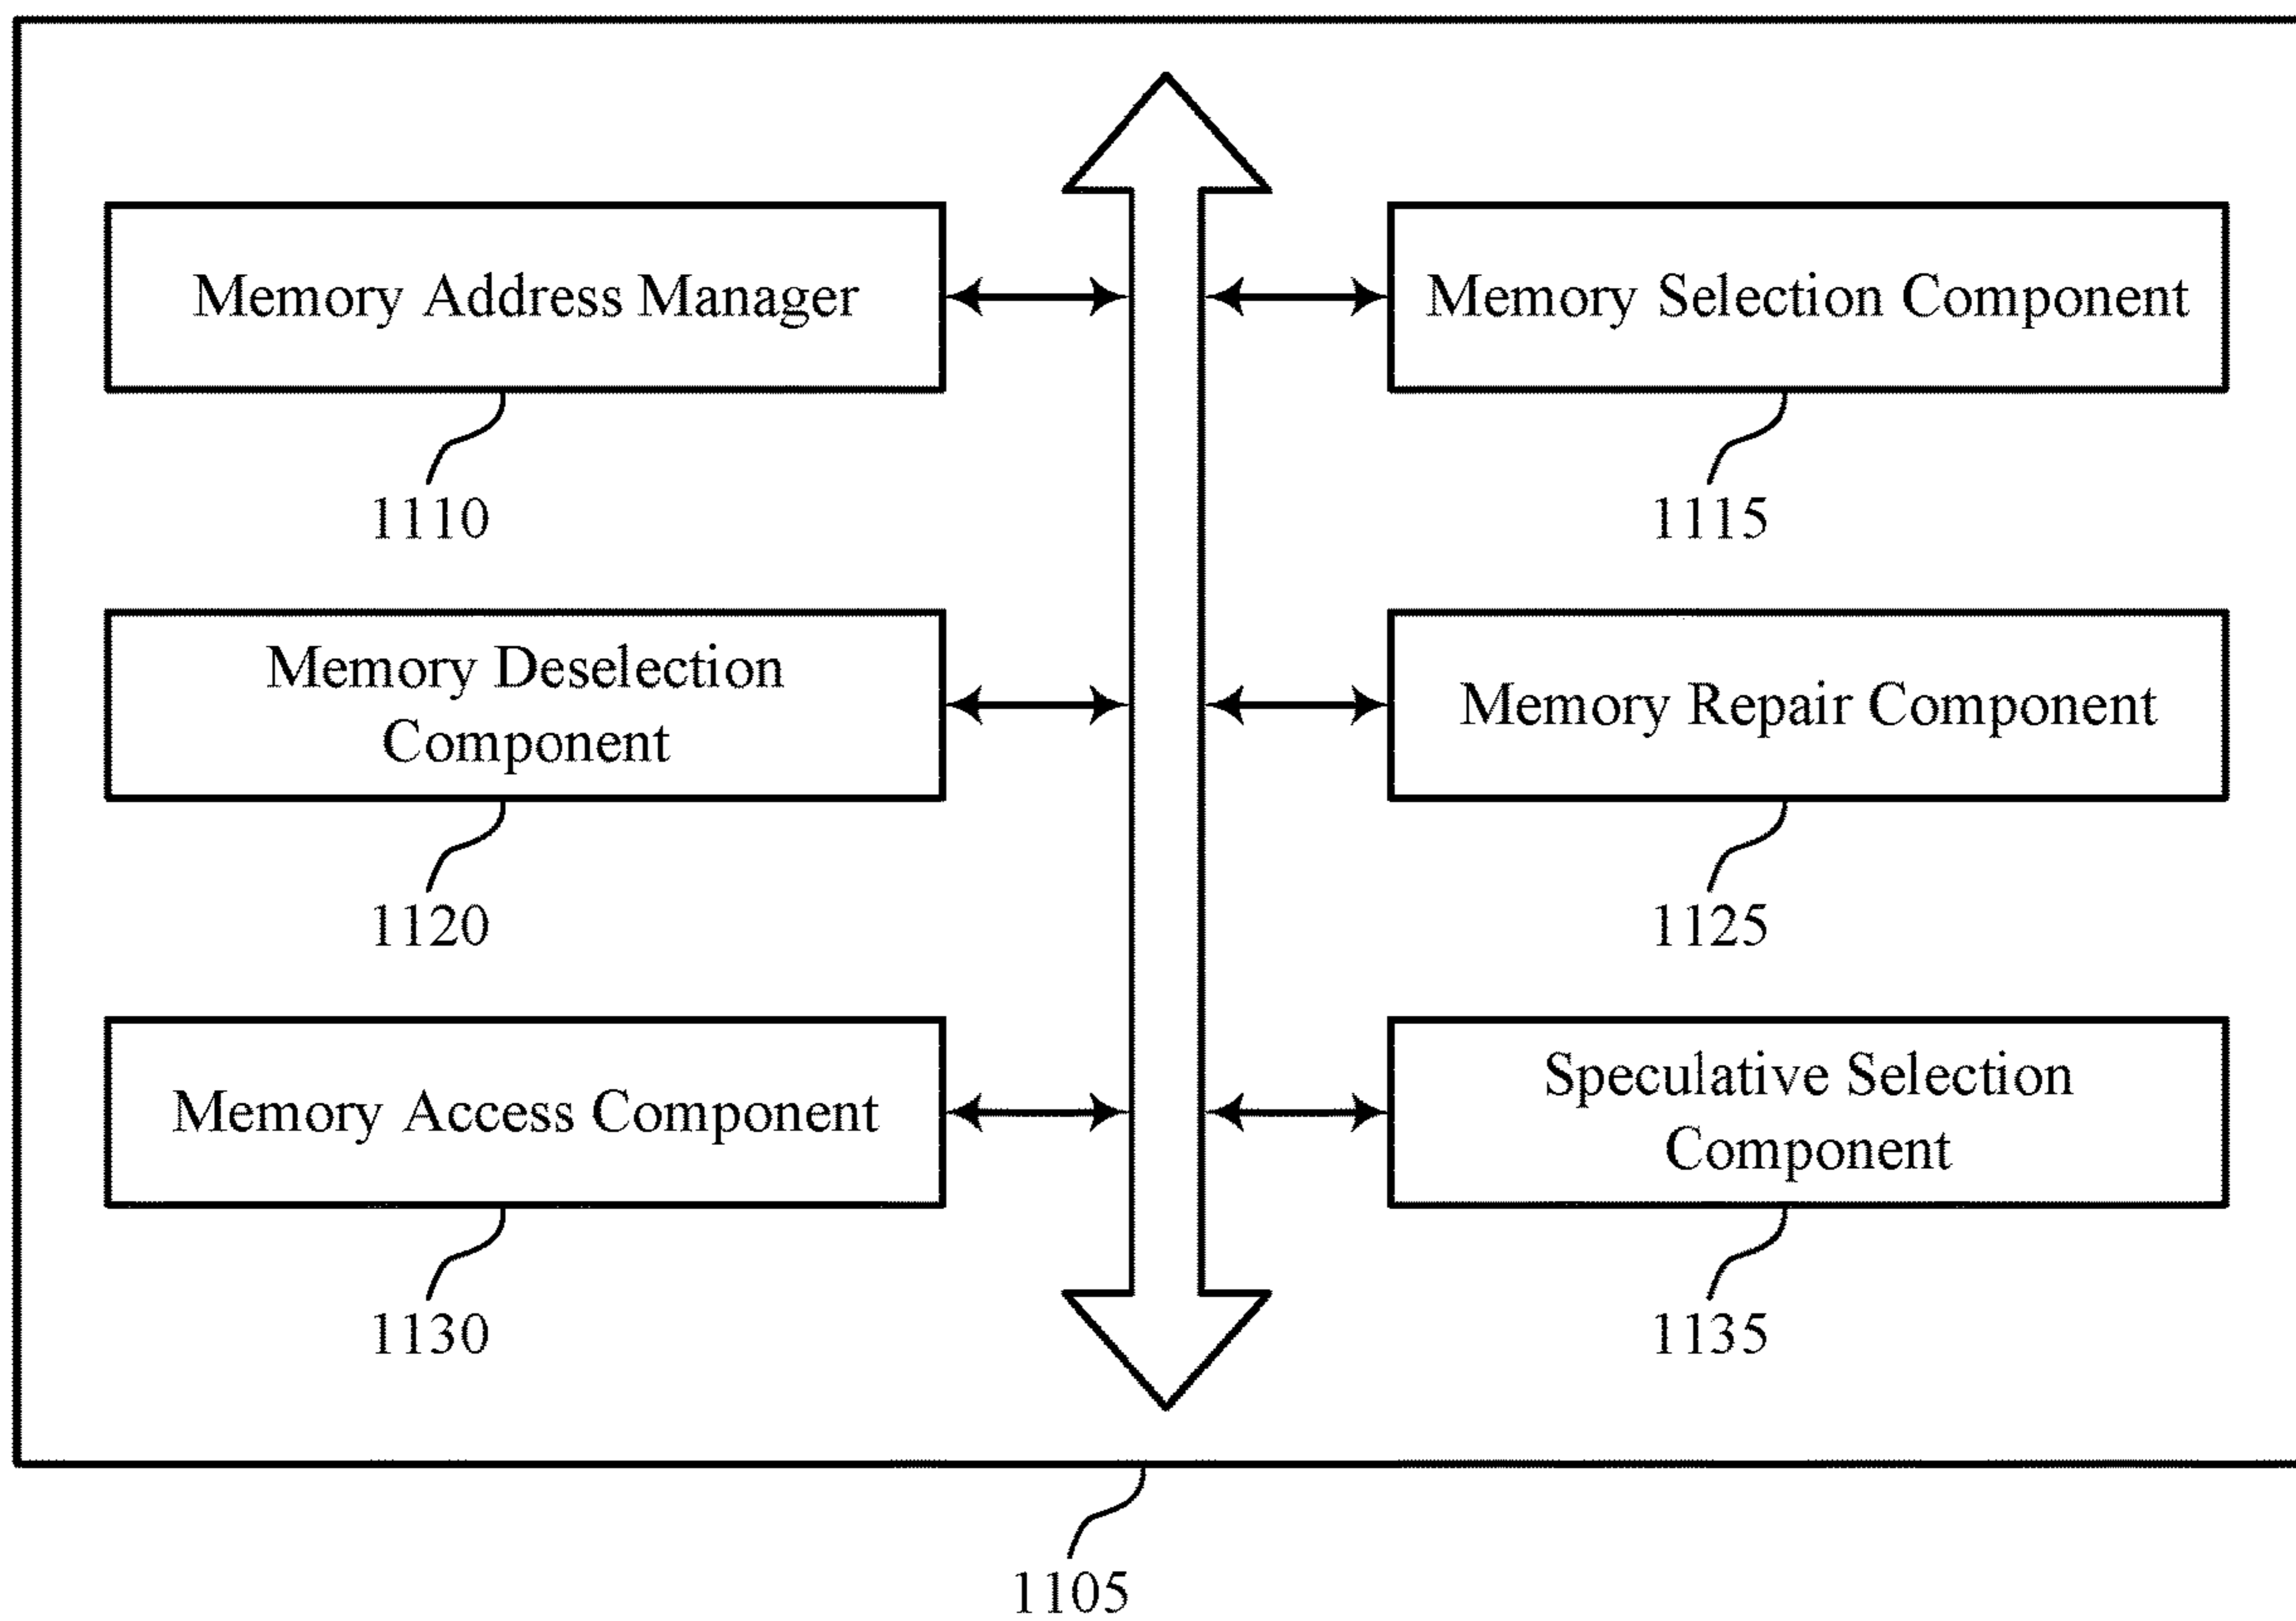 Memory Address Manager
Memory Selection Component
1110
1115
Memory Deselection
Component
Memory Repair Component
1120
1125
Memory Access Component
Speculative Selection
Component
1130
1135
1105